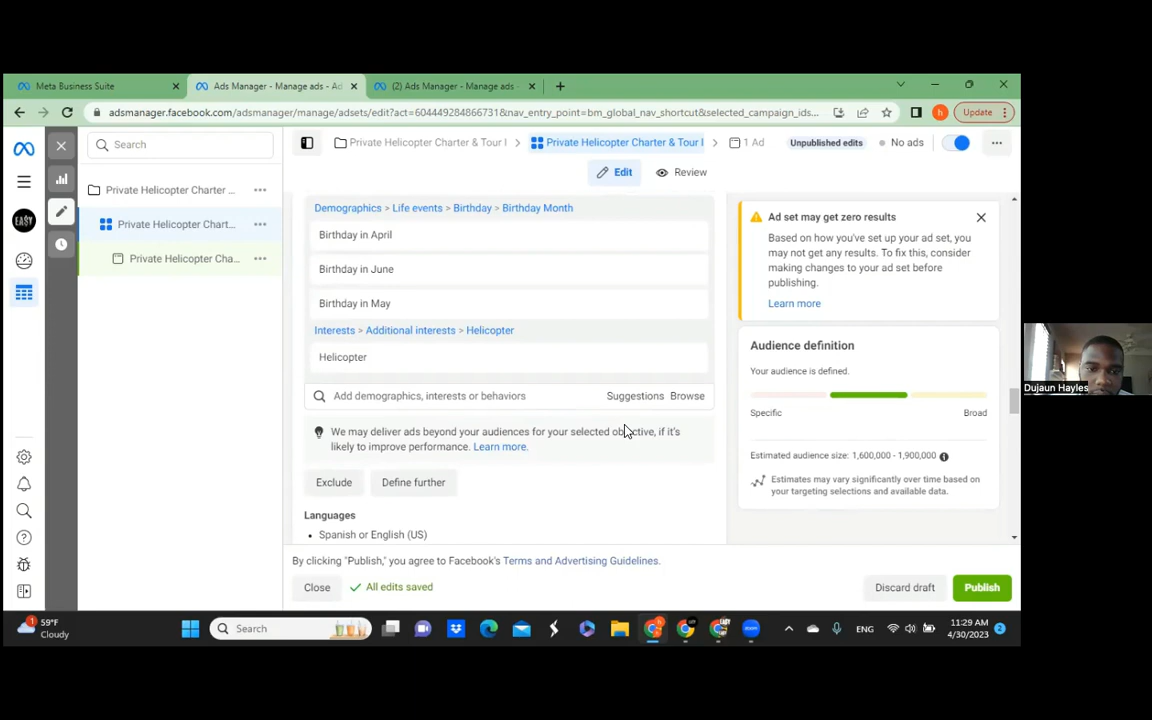 Meta Business Suite
Ads Manager - Manage ads - Ad
(2) Ads Manager - Manage ads -
adsmanager.facebook.com/adsmanager/manage/adsets/edit?act=604449284866731&nav_entry_point=bm_global_nav_shortcut&selected_campaign_ids...
h
Update
Search
Private Helicopter Charter & Tour I
Private Helicopter Charter & Tour I
1 Ad
Unpublished edits
No ads
Edit
Review
Private Helicopter Charter ...
Private Helicopter Chart...
Private Helicopter Cha...
EASY
Demographics > Life events > Birthday > Birthday Month
Birthday in April
Birthday in June
Birthday in May
Interests > Additional interests > Helicopter
Helicopter
Add demographics, interests or behaviors
Suggestions
Browse
We may deliver ads beyond your audiences for your selected objective, if it's
likely to improve performance. Learn more.
Exclude
Define further
Languages
• Spanish or English (US)
Ad set may get zero results
Based on how you've set up your ad set, you
may not get any results. To fix this, consider
making changes to your ad set before
publishing.
Learn more
Audience definition
Your audience is defined.
Specific
Broad
Estimated audience size: 1,600,000 - 1,900,000
Estimates may vary significantly over time based on
your targeting selections and available data.
By clicking "Publish," you agree to Facebook's Terms and Advertising Guidelines.
Close
All edits saved
Discard draft
Publish
Dujaun Hayles
1
59°F
Cloudy
Search
ENG
11:29 AM
4/30/2023
2